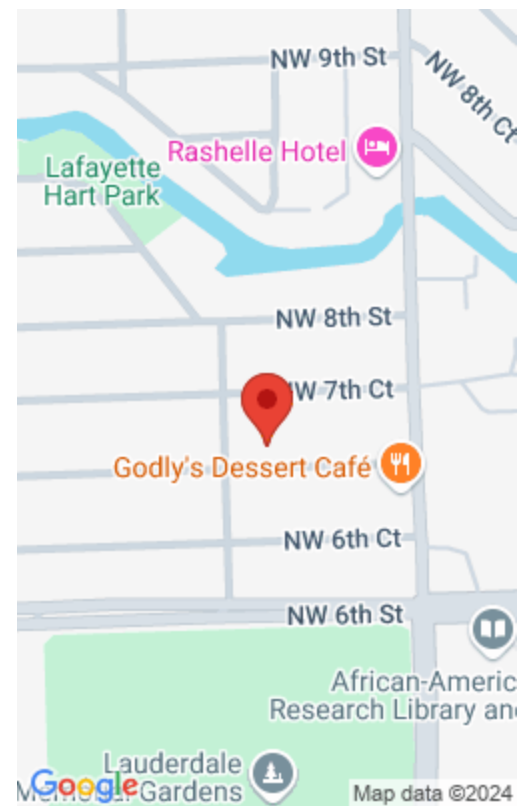 NW 9th St
NW 8th Ct
Rashelle Hotel
Lafayette
Hart Park
NW 8th St
NW 7th Ct
Godly's Dessert Café
NW 6th Ct
NW 6th St
African-Americ
Research Library an
Lauderdale
Gardens
Google
Map data ©2024